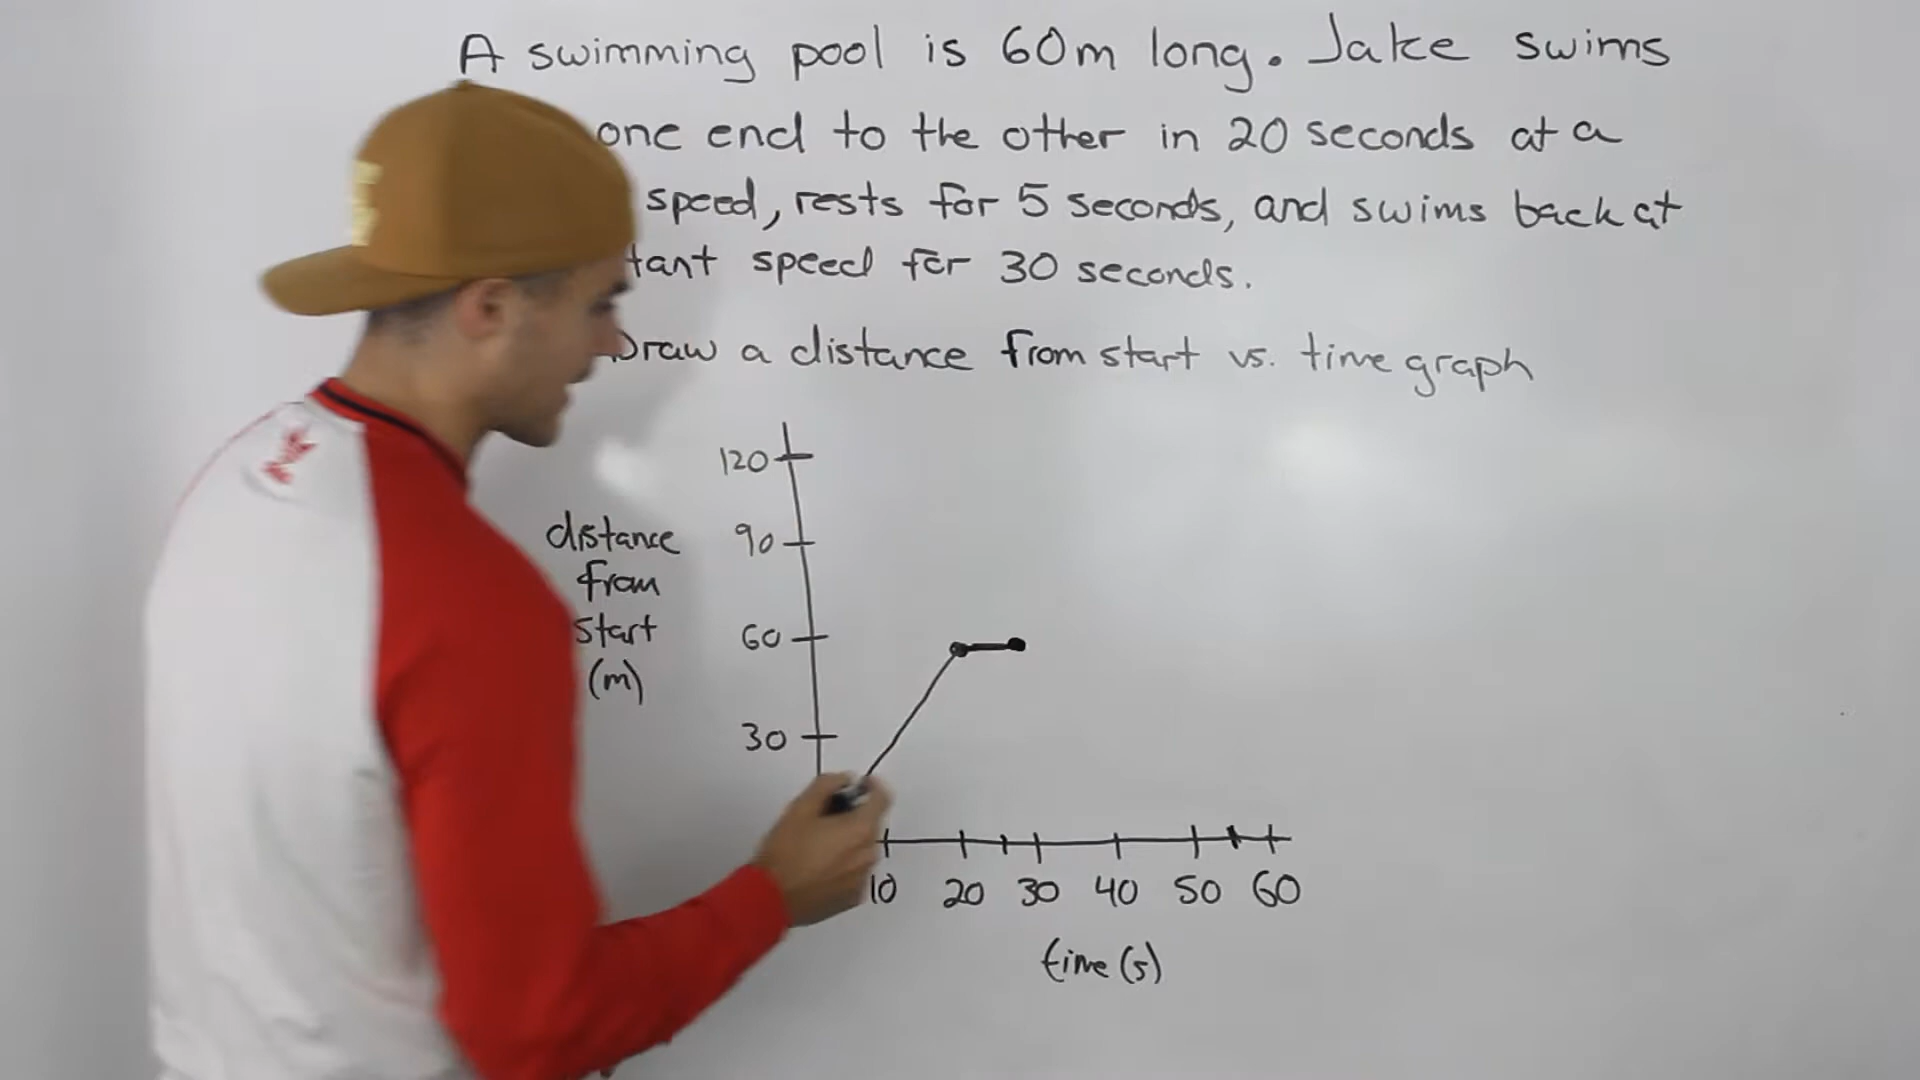 A swimming pool is 60m long. Jake swims
one end to the other in 20 seconds at a
speed, rests for 5 seconds, and swims back at
tant speed for 30 seconds.
Draw a distance from start vs. time graph
120
distance
from
start
(m)
90
60
30
10 20 30 40 50 60
time (s)